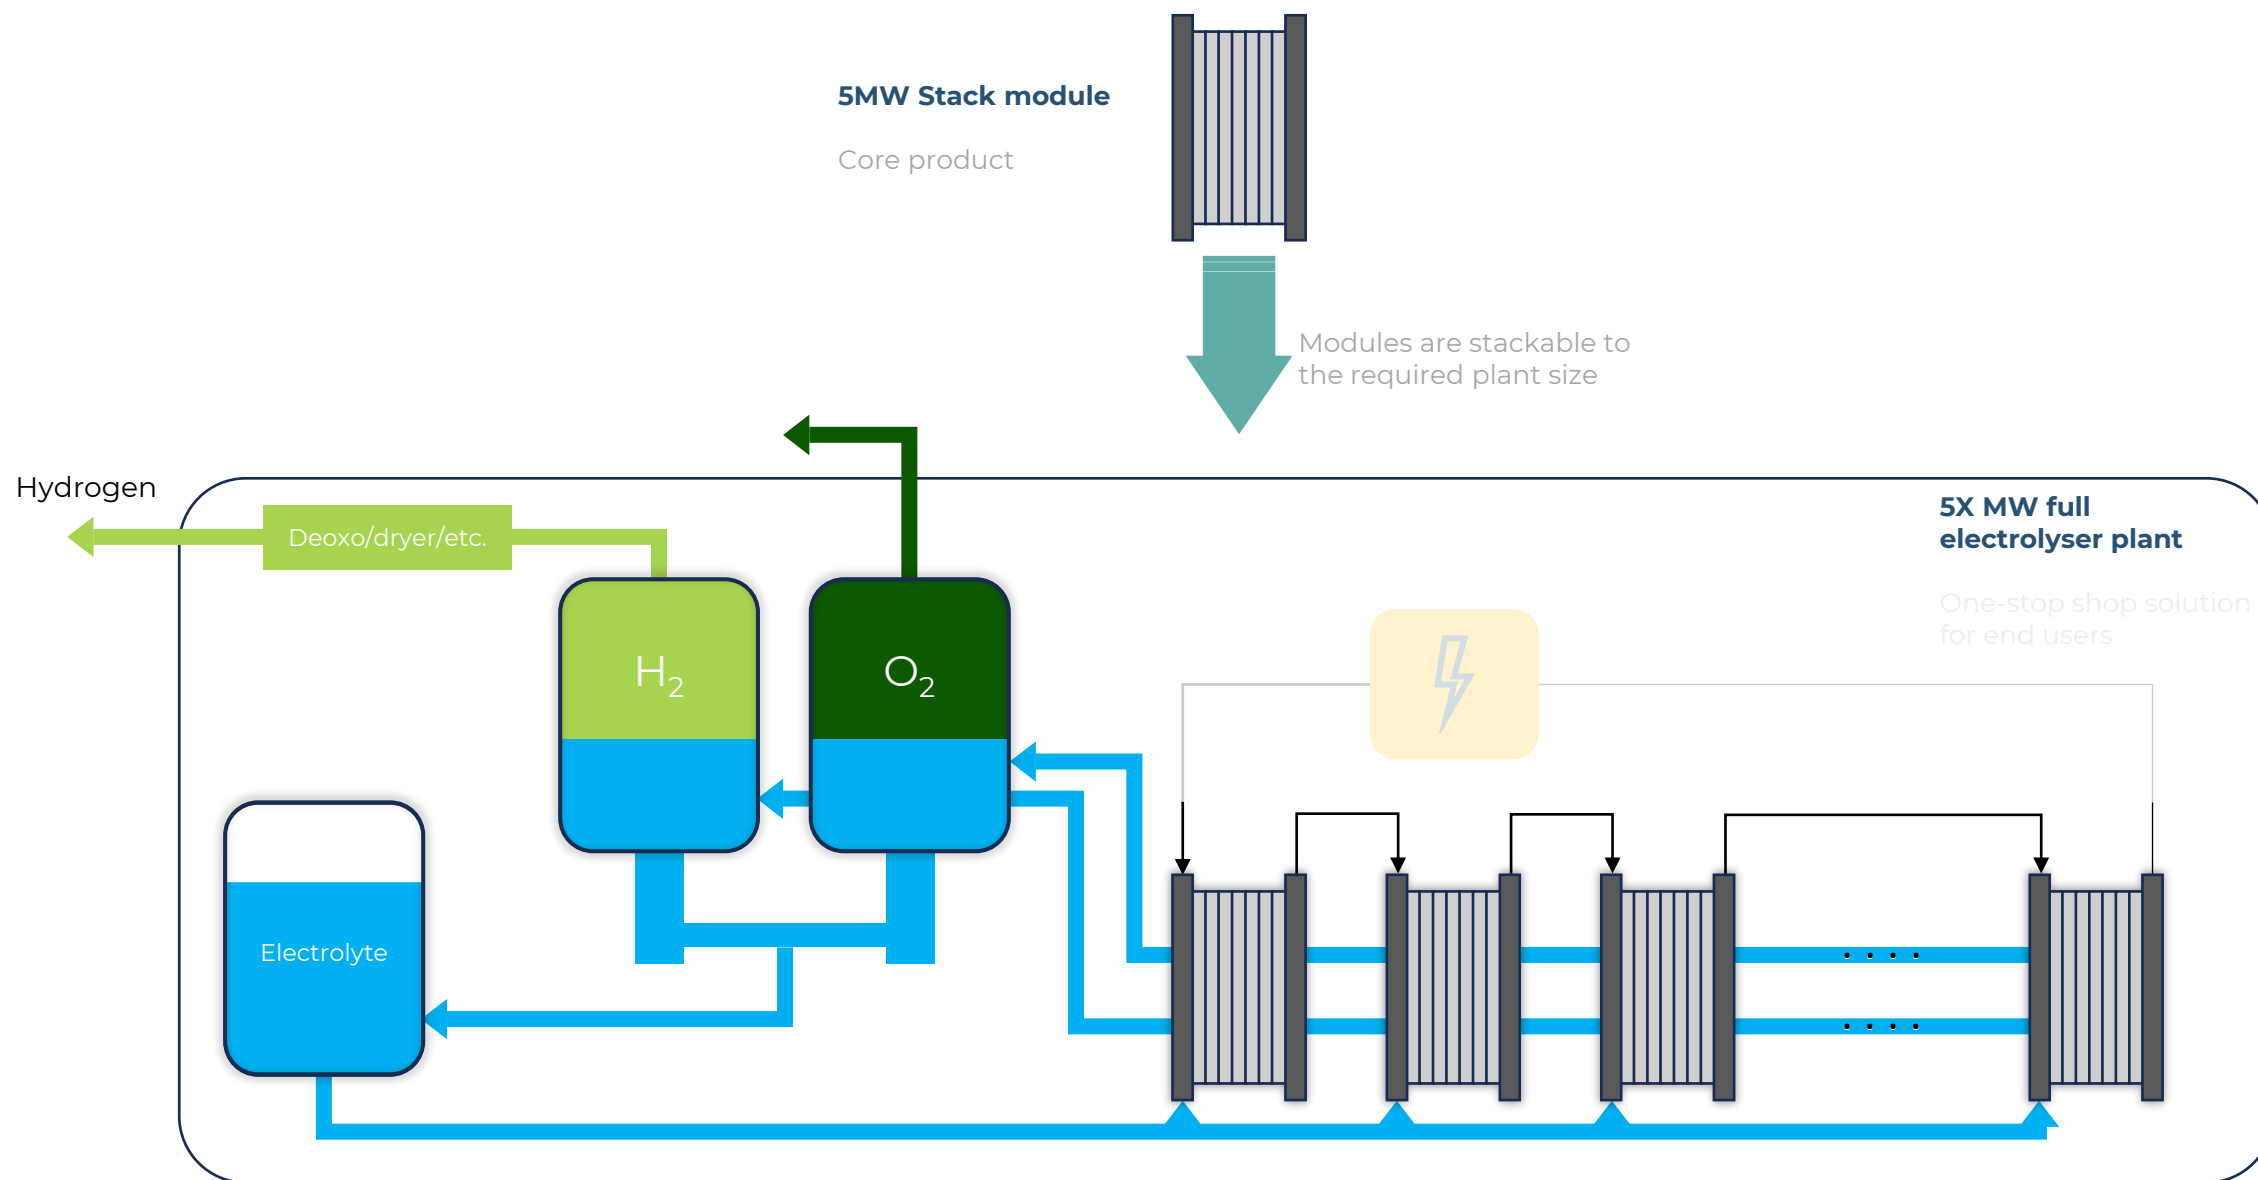 5MW Stack module
Core product
Modules are stackable to
the required plant size
Hydrogen
Deoxo/dryer/etc.
5X MW full
electrolyser plant
One-stop shop solution
for end users
H₂
O₂
Electrolyte